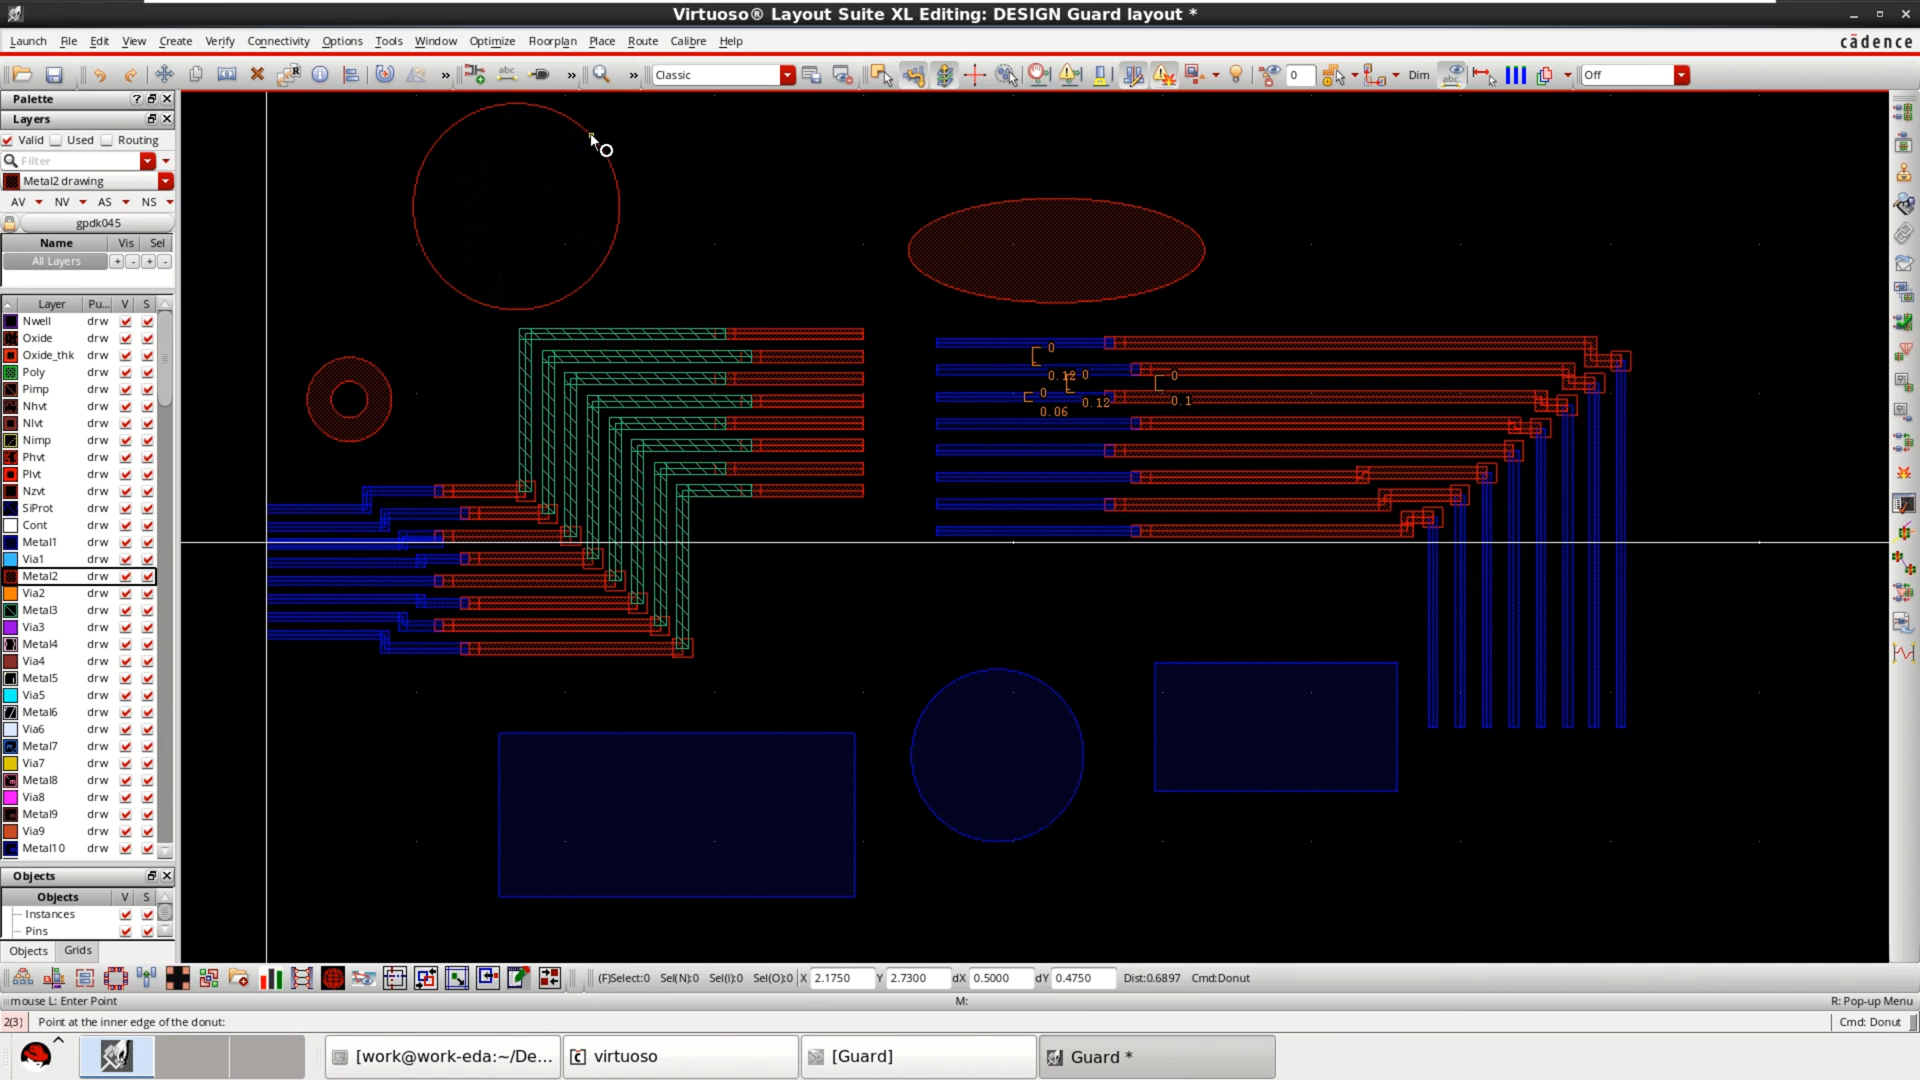 Virtuoso® Layout Suite XL Editing: DESIGN Guard layout *
Launch File Edit View Create Verify Connectivity Options Tools Window Optimize Floorplan Place Route Calibre Help
cādence
abc » » » Classic 0 Dim abc Off
Palette ?
Layers
Valid Used Routing
Filter
Metal2 drawing
AV NV AS NS
gpdk045
Name Vis Sel
All Layers + - + -
Layer Pu... V S
Nwell drw
Oxide drw
Oxide_thk drw
Poly drw
Pimp drw
Nhvt drw
Nlvt drw
Nimp drw
Phvt drw
Plvt drw
Nzvt drw
SiProt drw
Cont drw
Metal1 drw
Via1 drw
Metal2 drw
Via2 drw
Metal3 drw
Via3 drw
Metal4 drw
Via4 drw
Metal5 drw
Via5 drw
Metal6 drw
Via6 drw
Metal7 drw
Via7 drw
Metal8 drw
Via8 drw
Metal9 drw
Via9 drw
Metal10 drw
0
0.12 0 0
0 0.12 0.1
0.06
Objects
Objects V S
Instances
Pins
Objects Grids
(F)Select:0 Sel(N):0 Sel(I):0 Sel(O):0 X 2.1750 Y 2.7300 dX 0.5000 dY 0.4750 Dist:0.6897 Cmd:Donut
mouse L: Enter Point M: R: Pop-up Menu
2(3) Point at the inner edge of the donut: Cmd: Donut
[work@work-eda:~/De... virtuoso [Guard] Guard *